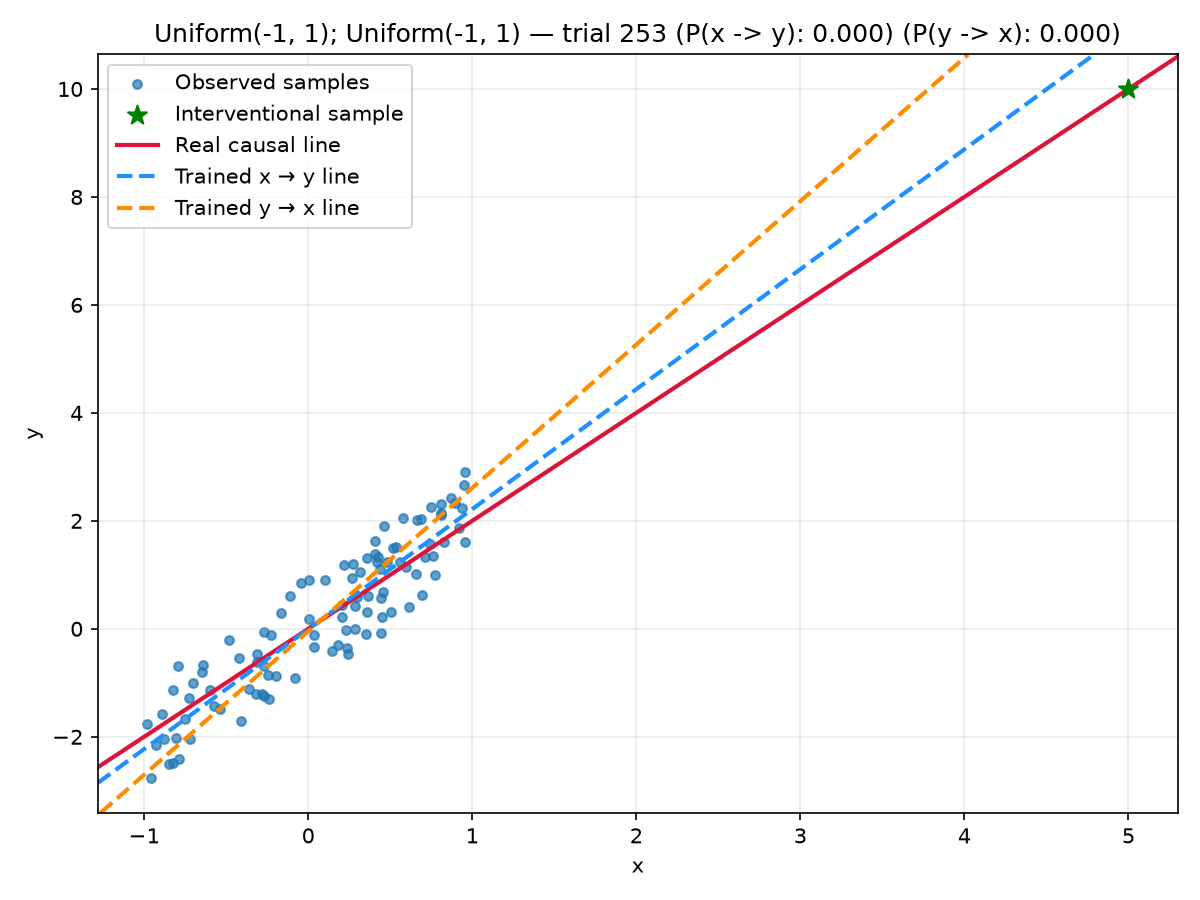 Uniform(-1, 1); Uniform(-1, 1) — trial 253 (P(x -> y): 0.000) (P(y -> x): 0.000)
Observed samples
Interventional sample
Real causal line
Trained x → y line
Trained y → x line
10
8
6
4
2
0
−2
y
−1
0
1
2
3
4
5
x